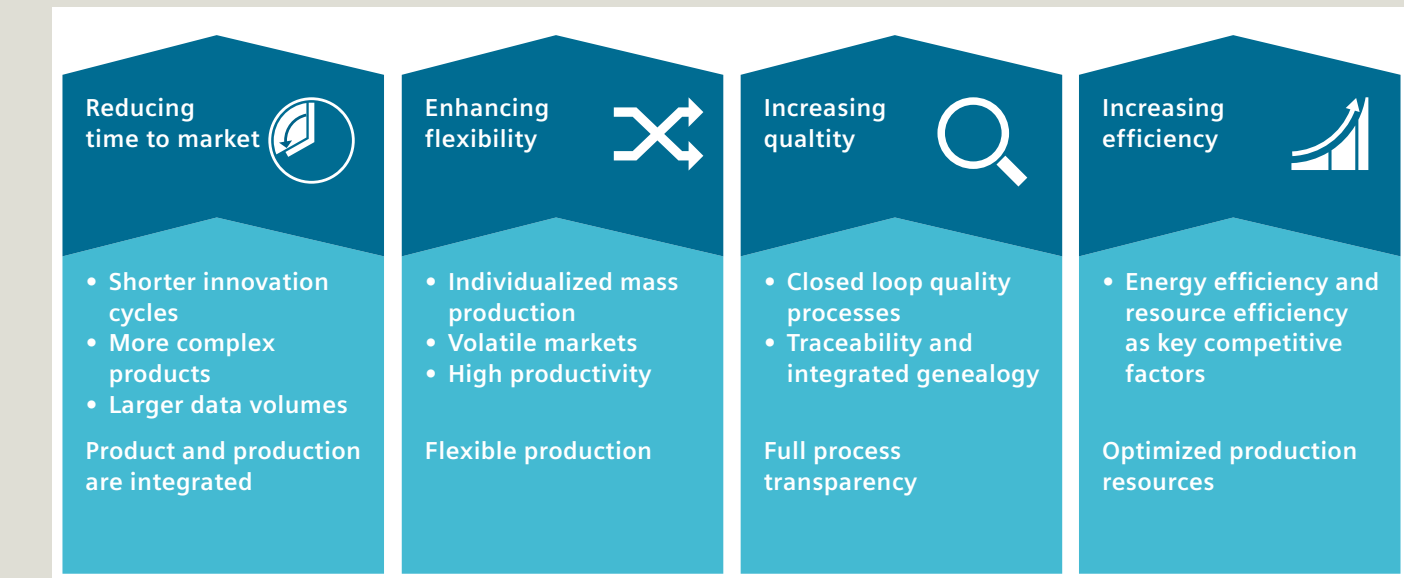 Reducing
time to market
• Shorter innovation
cycles
• More complex
products
• Larger data volumes
Product and production
are integrated
Enhancing
flexibility
• Individualized mass
production
• Volatile markets
• High productivity
Flexible production
Increasing
qualtity
• Closed loop quality
processes
• Traceability and
integrated genealogy
Full process
transparency
Increasing
efficiency
• Energy efficiency and
resource efficiency
as key competitive
factors
Optimized production
resources